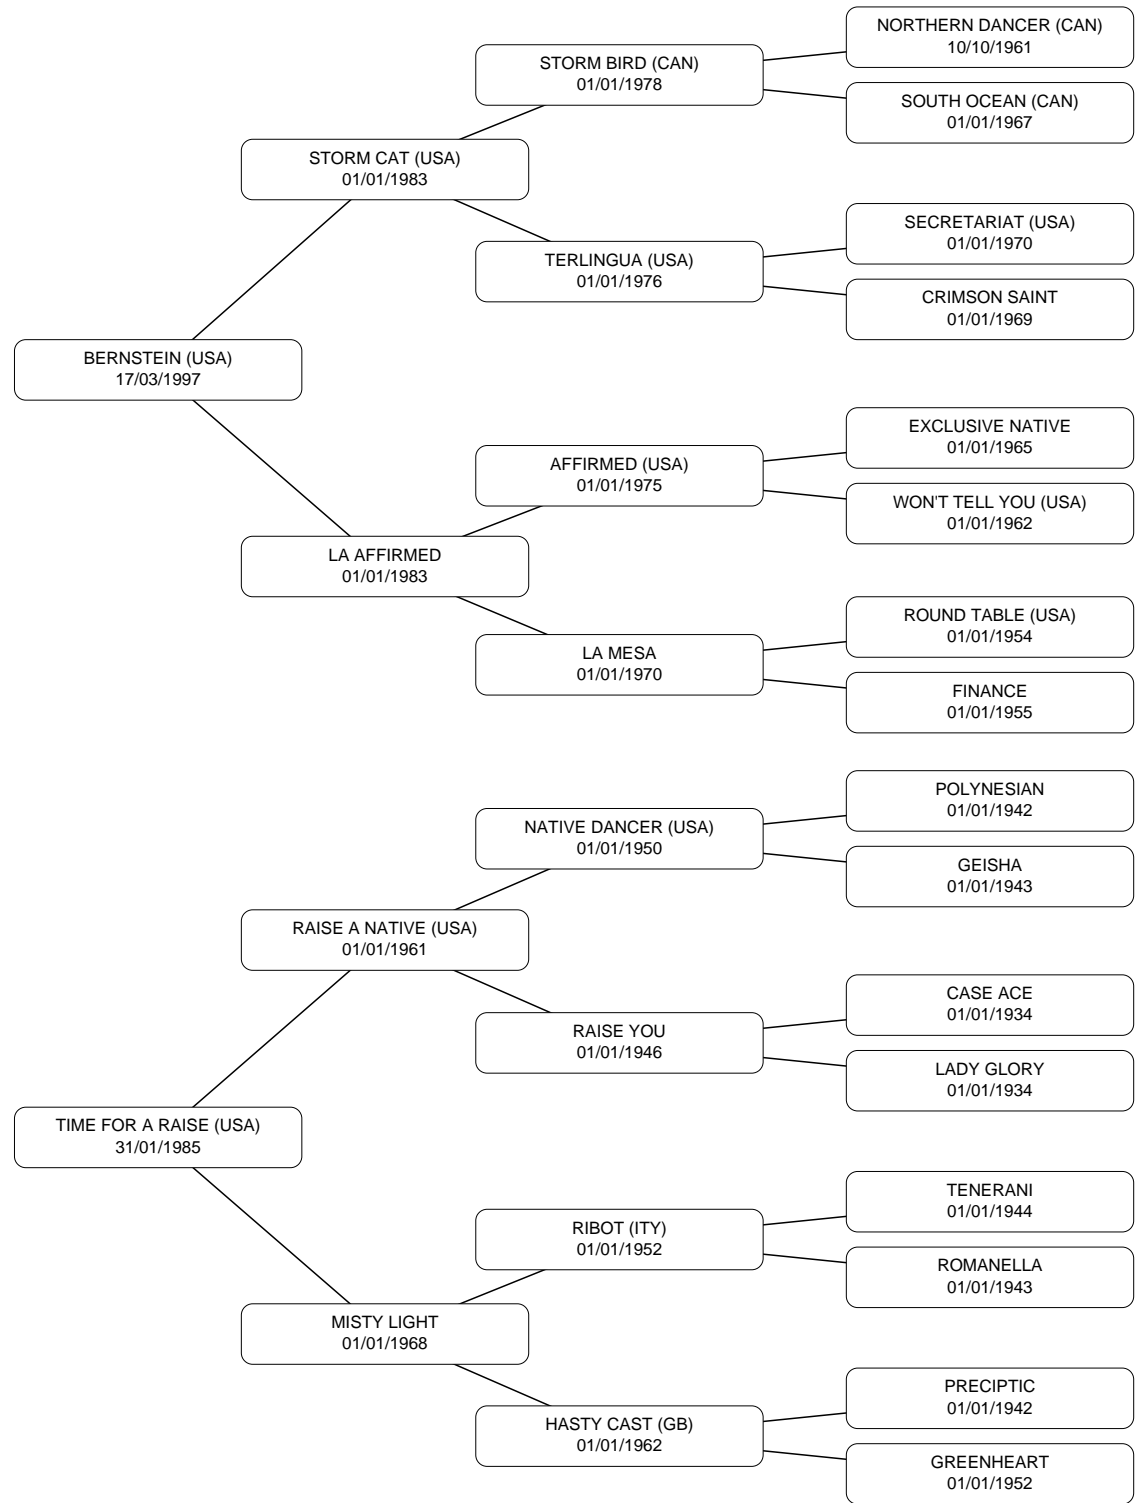 NORTHERN DANCER (CAN)
10/10/1961
STORM BIRD (CAN)
01/01/1978
SOUTH OCEAN (CAN)
01/01/1967
STORM CAT (USA)
01/01/1983
SECRETARIAT (USA)
01/01/1970
TERLINGUA (USA)
01/01/1976
CRIMSON SAINT
01/01/1969
BERNSTEIN (USA)
17/03/1997
EXCLUSIVE NATIVE
01/01/1965
AFFIRMED (USA)
01/01/1975
WON'T TELL YOU (USA)
01/01/1962
LA AFFIRMED
01/01/1983
ROUND TABLE (USA)
01/01/1954
LA MESA
01/01/1970
FINANCE
01/01/1955
POLYNESIAN
01/01/1942
NATIVE DANCER (USA)
01/01/1950
GEISHA
01/01/1943
RAISE A NATIVE (USA)
01/01/1961
CASE ACE
01/01/1934
RAISE YOU
01/01/1946
LADY GLORY
01/01/1934
TIME FOR A RAISE (USA)
31/01/1985
TENERANI
01/01/1944
RIBOT (ITY)
01/01/1952
ROMANELLA
01/01/1943
MISTY LIGHT
01/01/1968
PRECIPTIC
01/01/1942
HASTY CAST (GB)
01/01/1962
GREENHEART
01/01/1952